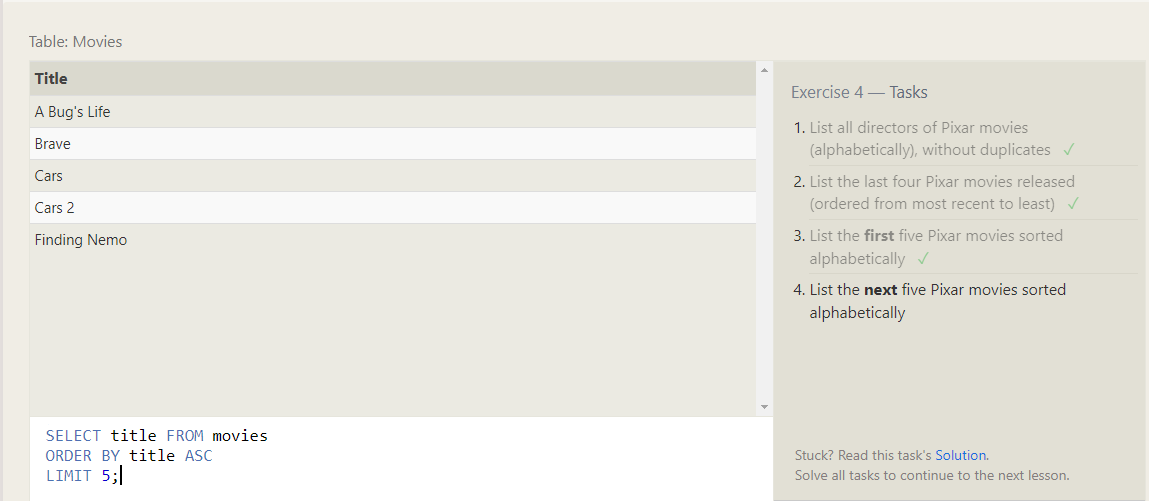 Table: Movies
Title
A Bug's Life
Brave
Cars
Cars 2
Finding Nemo
SELECT title FROM movies
ORDER BY title ASC
LIMIT 5;
Exercise 4 — Tasks
1. List all directors of Pixar movies
(alphabetically), without duplicates ✓
2. List the last four Pixar movies released
(ordered from most recent to least) ✓
3. List the first five Pixar movies sorted
alphabetically ✓
4. List the next five Pixar movies sorted
alphabetically
Stuck? Read this task's Solution.
Solve all tasks to continue to the next lesson.